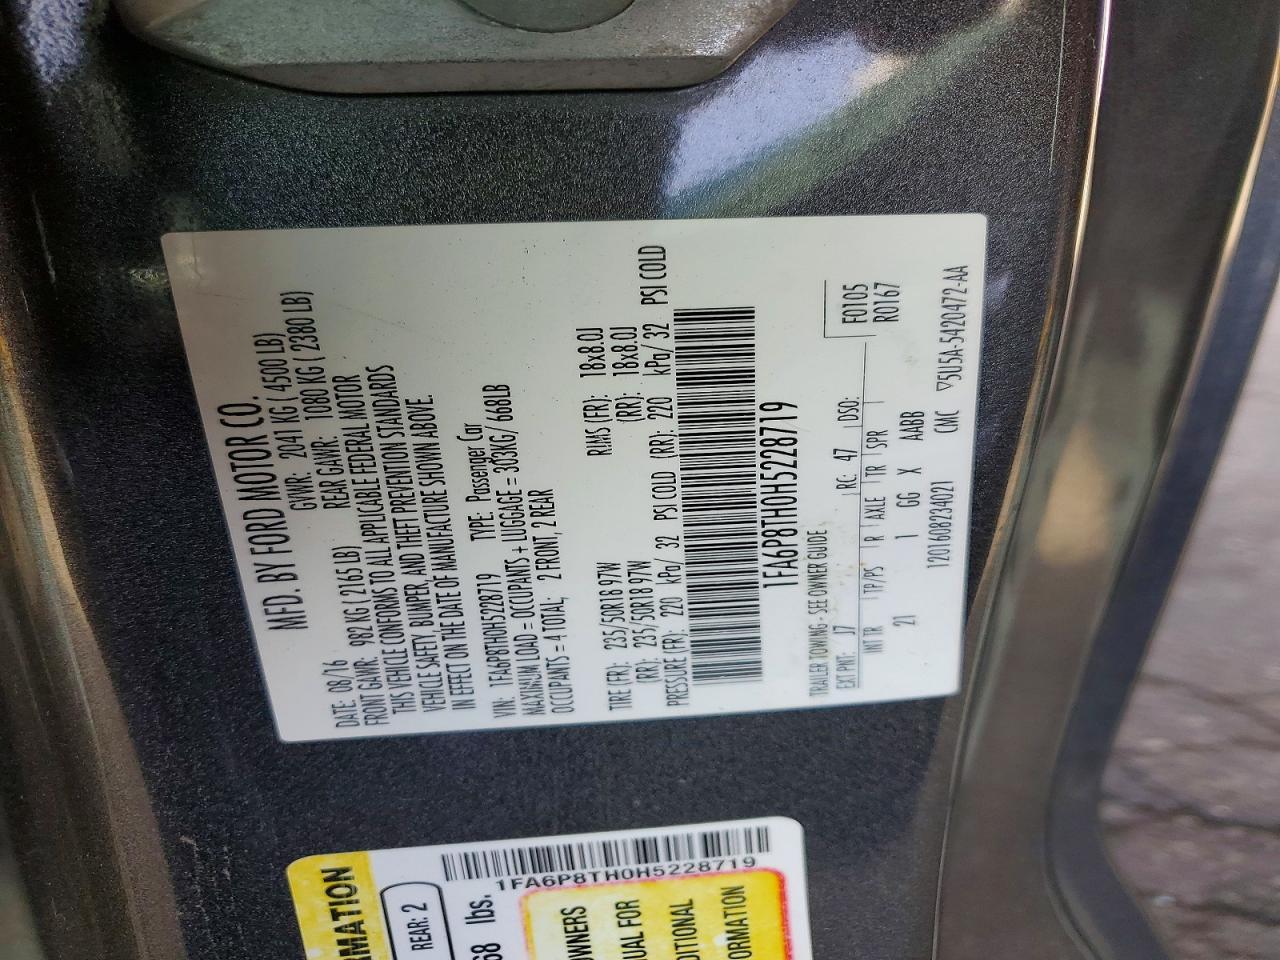 MFD. BY FORD MOTOR CO.
DATE: 08/16 GVWR: 2041 KG ( 4500 LB)
FRONT GAWR: 982 KG ( 2165 LB) REAR GAWR: 1080 KG ( 2380 LB)
THIS VEHICLE CONFORMS TO ALL APPLICABLE FEDERAL MOTOR
VEHICLE SAFETY, BUMPER, AND THEFT PREVENTION STANDARDS
IN EFFECT ON THE DATE OF MANUFACTURE SHOWN ABOVE.
VIN: 1FA6P8TH0H5228719 TYPE: Passenger Car
MAXIMUM LOAD = OCCUPANTS + LUGGAGE = 303KG / 668LB
OCCUPANTS = 4 TOTAL; 2 FRONT, 2 REAR
TIRE (FR): 235/50R18 97W RIMS (FR): 18x8.0J
(RR): 235/50R18 97W (RR): 18x8.0J
PRESSURE (FR): 220 kPa/ 32 PSI COLD (RR): 220 kPa/ 32 PSI COLD
1FA6P8TH0H5228719
TRAILER TOWING - SEE OWNER GUIDE
F0105
EXT PNT: J7 RC: 47 DSO: R0167
INT TR TP/PS R AXLE TR SPR
21 1 GG X AABB
1201608234021 CMC ▽5U5A-5420472-AA
RMATION
REAR: 2
68 lbs.
1FA6P8TH0H5228719
OWNERS
UAL FOR
DITIONAL
ORMATION